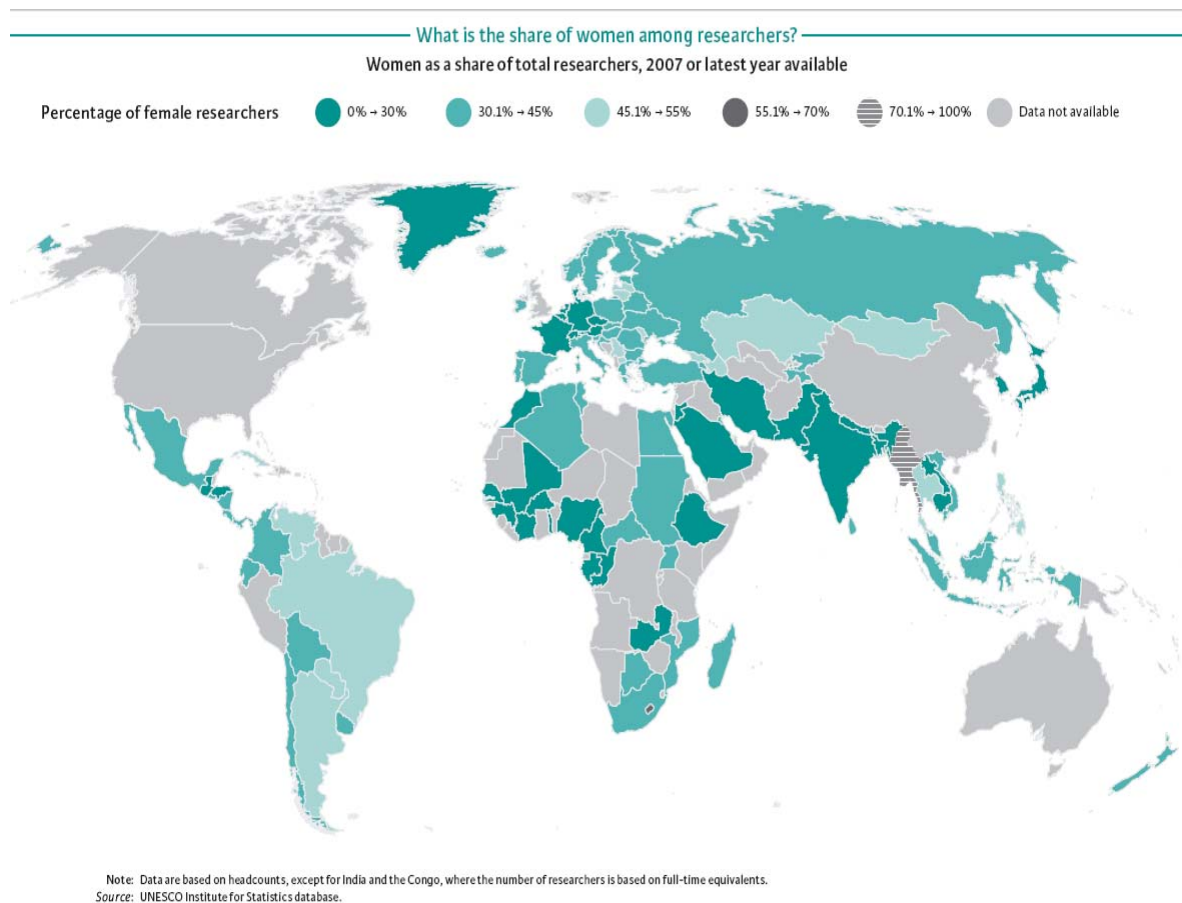 What is the share of women among researchers?
Women as a share of total researchers, 2007 or latest year available
Percentage of female researchers 0% → 30% 30.1% → 45% 45.1% → 55% 55.1% → 70% 70.1% → 100% Data not available
Note: Data are based on headcounts, except for India and the Congo, where the number of researchers is based on full-time equivalents.
Source: UNESCO Institute for Statistics database.